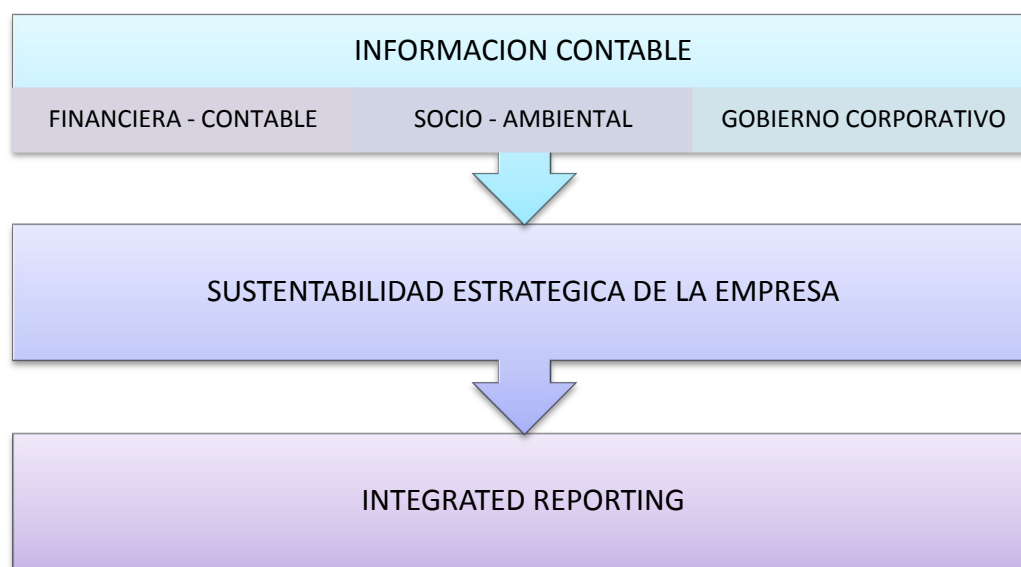 INFORMACION CONTABLE
FINANCIERA - CONTABLE
SOCIO - AMBIENTAL
GOBIERNO CORPORATIVO
SUSTENTABILIDAD ESTRATEGICA DE LA EMPRESA
INTEGRATED REPORTING